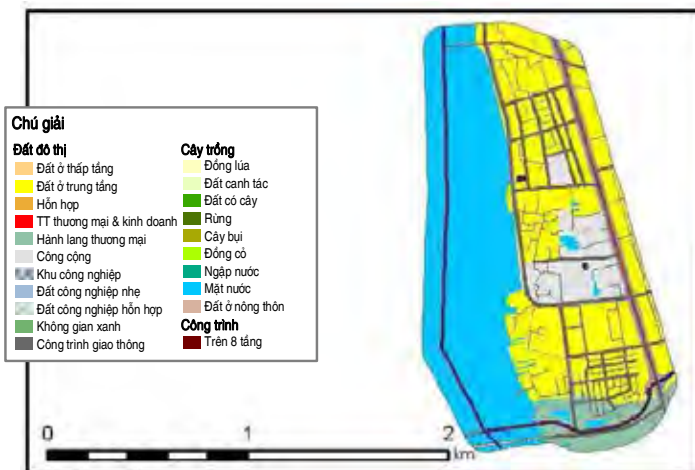 Chú giải
Đất đô thị
Đất ở thấp tầng
Đất ở trung tầng
Hỗn hợp
TT thương mại & kinh doanh
Hành lang thương mại
Công cộng
Khu công nghiệp
Đất công nghiệp nhẹ
Đất công nghiệp hỗn hợp
Không gian xanh
Công trình giao thông
Cây trồng
Đồng lúa
Đất canh tác
Đất có cây
Rừng
Cây bụi
Đồng cỏ
Ngập nước
Mặt nước
Đất ở nông thôn
Công trình
Trên 8 tầng
0 1 2
km